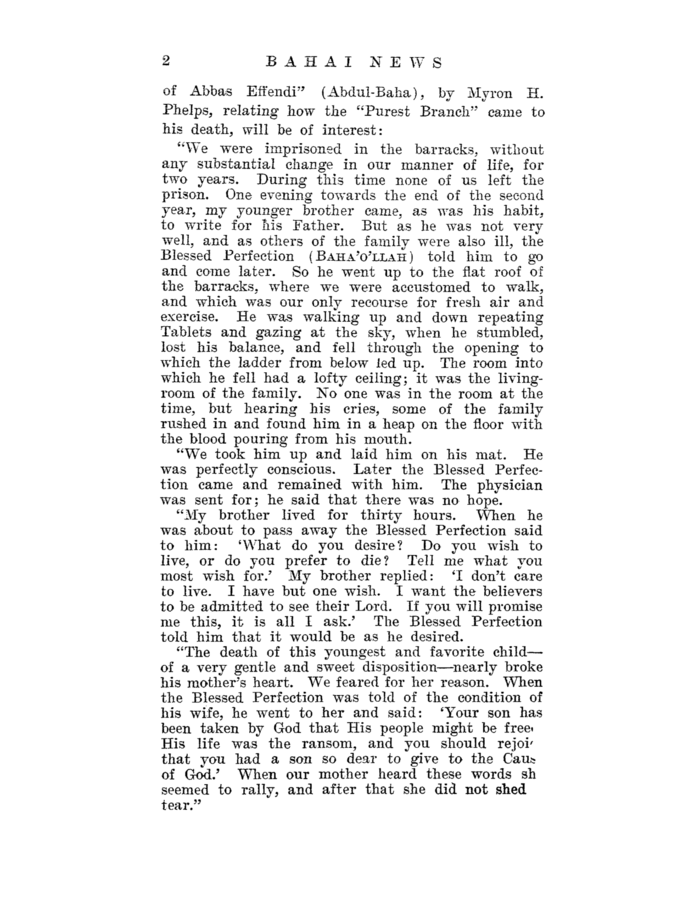 2 BAHAI NEWS
of Abbas Effendi" (Abdul-Baha), by Myron H.
Phelps, relating how the "Purest Branch" came to
his death, will be of interest:
"We were imprisoned in the barracks, without
any substantial change in our manner of life, for
two years. During this time none of us left the
prison. One evening towards the end of the second
year, my younger brother came, as was his habit,
to write for his Father. But as he was not very
well, and as others of the family were also ill, the
Blessed Perfection (BAHA'O'LLAH) told him to go
and come later. So he went up to the flat roof of
the barracks, where we were accustomed to walk,
and which was our only recourse for fresh air and
exercise. He was walking up and down repeating
Tablets and gazing at the sky, when he stumbled,
lost his balance, and fell through the opening to
which the ladder from below led up. The room into
which he fell had a lofty ceiling; it was the living-
room of the family. No one was in the room at the
time, but hearing his cries, some of the family
rushed in and found him in a heap on the floor with
the blood pouring from his mouth.
"We took him up and laid him on his mat. He
was perfectly conscious. Later the Blessed Perfec-
tion came and remained with him. The physician
was sent for; he said that there was no hope.
"My brother lived for thirty hours. When he
was about to pass away the Blessed Perfection said
to him: 'What do you desire? Do you wish to
live, or do you prefer to die? Tell me what you
most wish for.' My brother replied: 'I don't care
to live. I have but one wish. I want the believers
to be admitted to see their Lord. If you will promise
me this, it is all I ask.' The Blessed Perfection
told him that it would be as he desired.
"The death of this youngest and favorite child—
of a very gentle and sweet disposition—nearly broke
his mother's heart. We feared for her reason. When
the Blessed Perfection was told of the condition of
his wife, he went to her and said: 'Your son has
been taken by God that His people might be free
His life was the ransom, and you should rejoi
that you had a son so dear to give to the Caus
of God.' When our mother heard these words sh
seemed to rally, and after that she did not shed
tear."